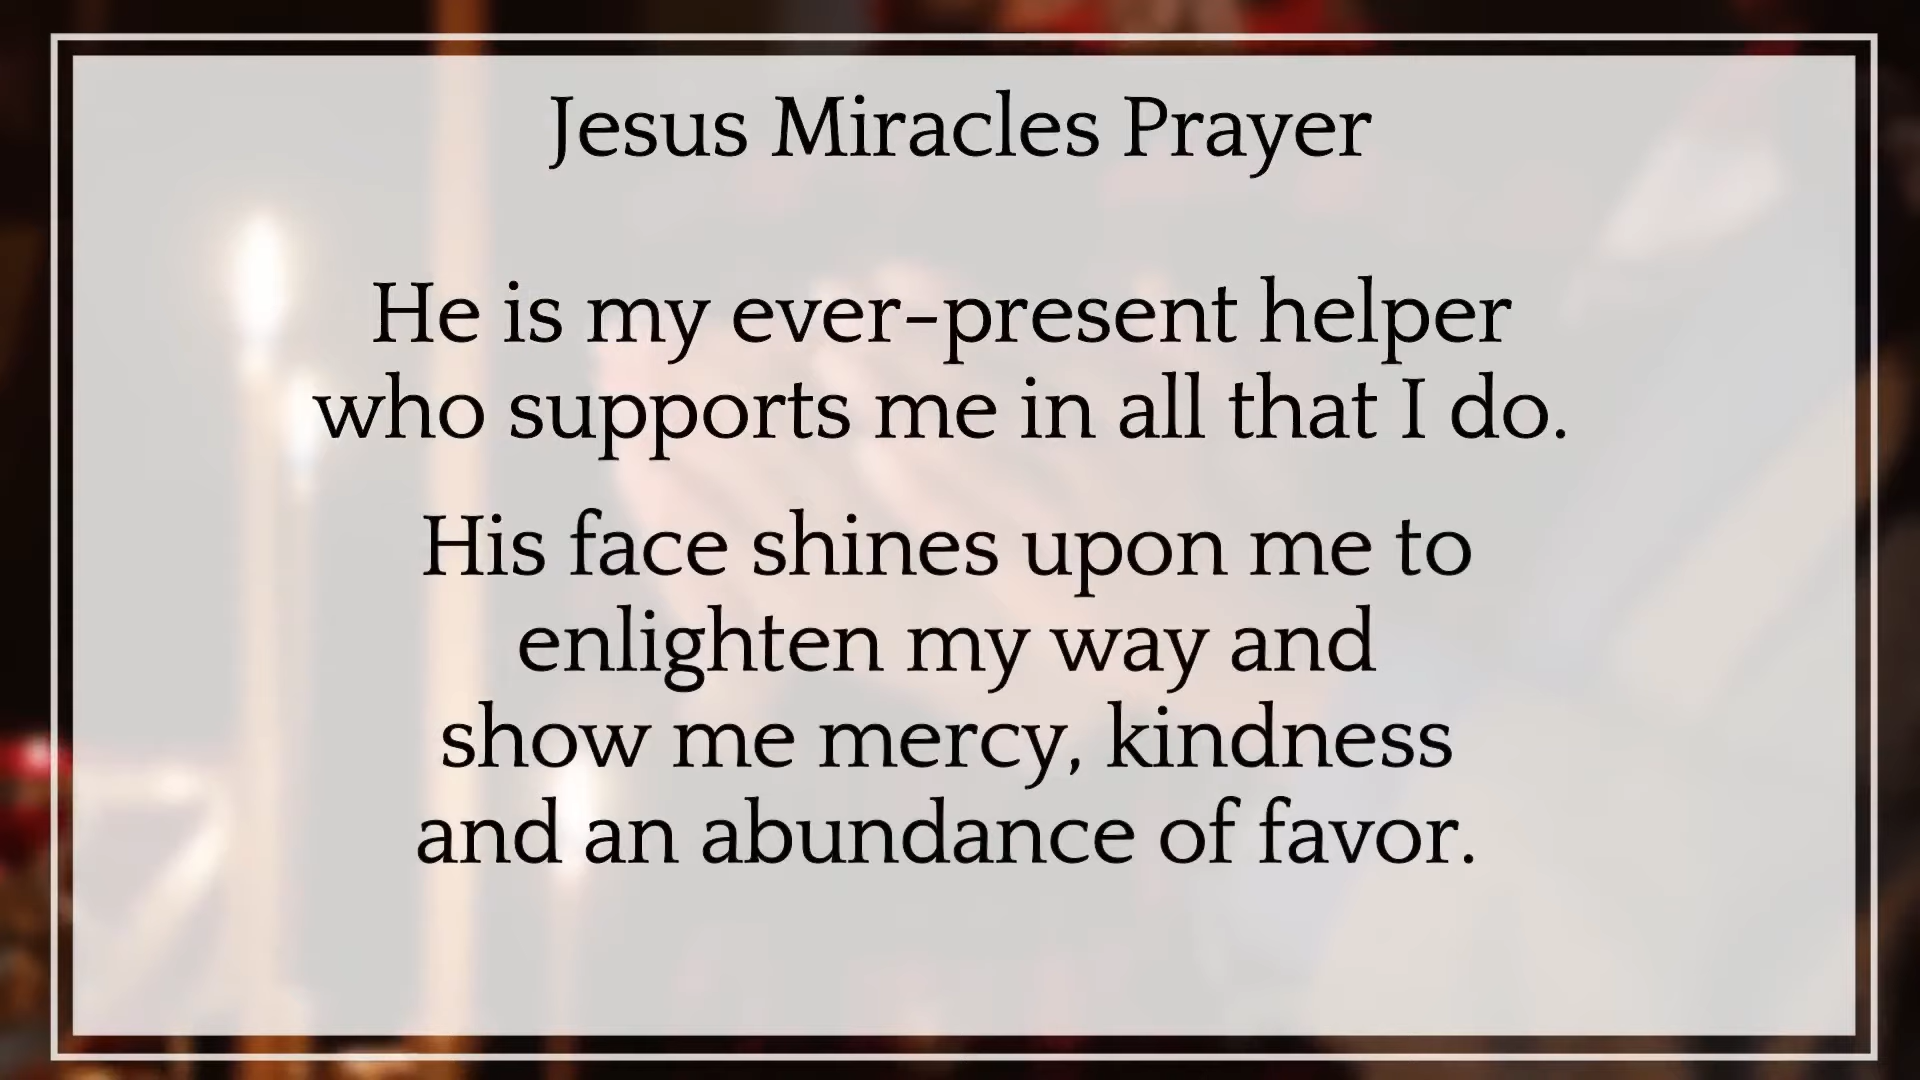 Jesus Miracles Prayer
He is my ever-present helper
who supports me in all that I do.
His face shines upon me to
enlighten my way and
show me mercy, kindness
and an abundance of favor.